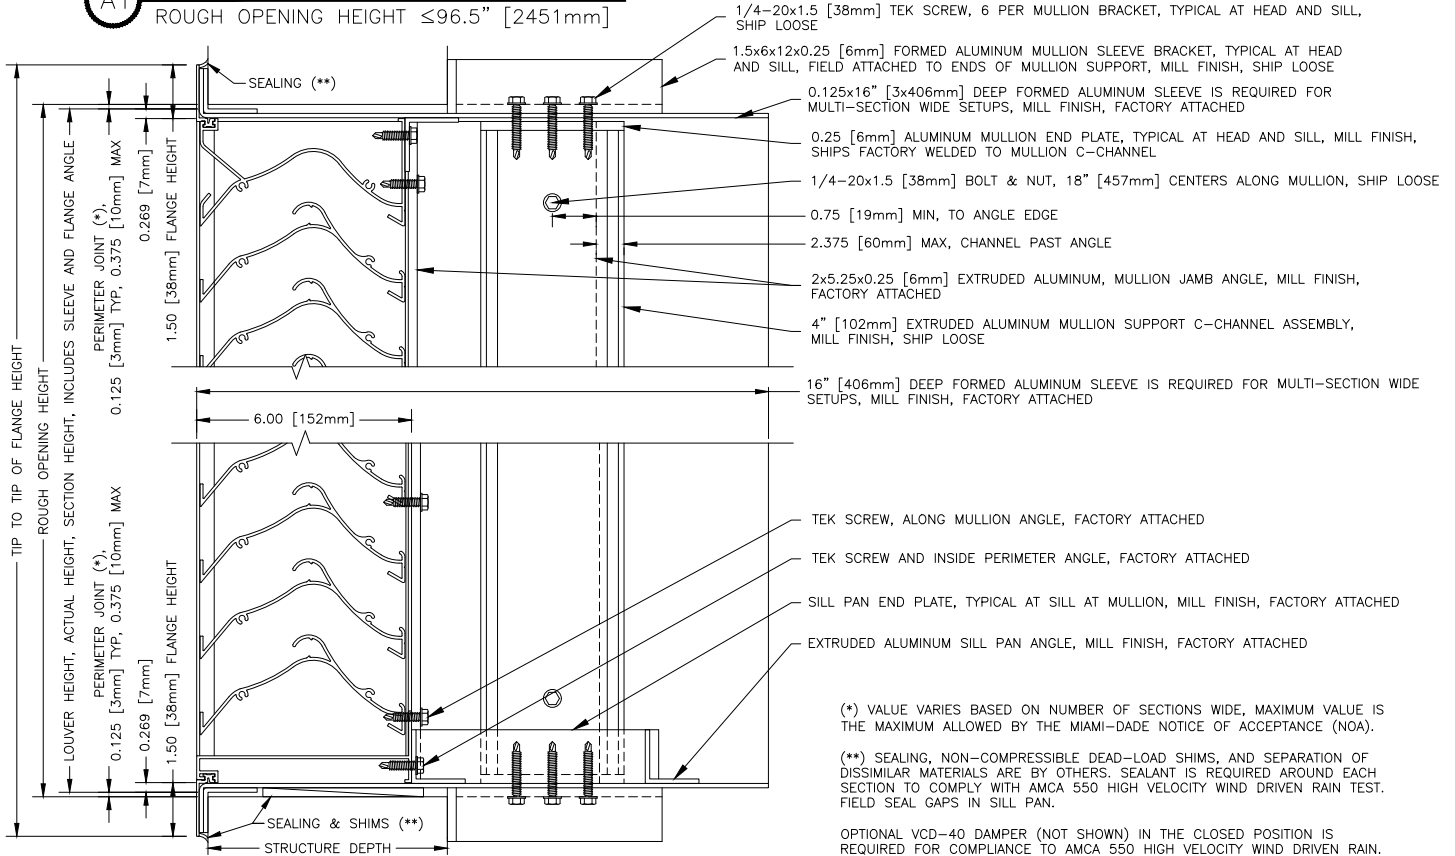 A1
ROUGH OPENING HEIGHT ≤96.5" [2451mm]
1/4-20x1.5 [38mm] TEK SCREW, 6 PER MULLION BRACKET, TYPICAL AT HEAD AND SILL,
SHIP LOOSE
1.5x6x12x0.25 [6mm] FORMED ALUMINUM MULLION SLEEVE BRACKET, TYPICAL AT HEAD
AND SILL, FIELD ATTACHED TO ENDS OF MULLION SUPPORT, MILL FINISH, SHIP LOOSE
0.125x16" [3x406mm] DEEP FORMED ALUMINUM SLEEVE IS REQUIRED FOR
MULTI-SECTION WIDE SETUPS, MILL FINISH, FACTORY ATTACHED
0.25 [6mm] ALUMINUM MULLION END PLATE, TYPICAL AT HEAD AND SILL, MILL FINISH,
SHIPS FACTORY WELDED TO MULLION C-CHANNEL
1/4-20x1.5 [38mm] BOLT & NUT, 18" [457mm] CENTERS ALONG MULLION, SHIP LOOSE
0.75 [19mm] MIN, TO ANGLE EDGE
2.375 [60mm] MAX, CHANNEL PAST ANGLE
2x5.25x0.25 [6mm] EXTRUDED ALUMINUM, MULLION JAMB ANGLE, MILL FINISH,
FACTORY ATTACHED
4" [102mm] EXTRUDED ALUMINUM MULLION SUPPORT C-CHANNEL ASSEMBLY,
MILL FINISH, SHIP LOOSE
16" [406mm] DEEP FORMED ALUMINUM SLEEVE IS REQUIRED FOR MULTI-SECTION WIDE
SETUPS, MILL FINISH, FACTORY ATTACHED
TEK SCREW, ALONG MULLION ANGLE, FACTORY ATTACHED
TEK SCREW AND INSIDE PERIMETER ANGLE, FACTORY ATTACHED
SILL PAN END PLATE, TYPICAL AT SILL AT MULLION, MILL FINISH, FACTORY ATTACHED
EXTRUDED ALUMINUM SILL PAN ANGLE, MILL FINISH, FACTORY ATTACHED
(*) VALUE VARIES BASED ON NUMBER OF SECTIONS WIDE, MAXIMUM VALUE IS
THE MAXIMUM ALLOWED BY THE MIAMI-DADE NOTICE OF ACCEPTANCE (NOA).
(**) SEALING, NON-COMPRESSIBLE DEAD-LOAD SHIMS, AND SEPARATION OF
DISSIMILAR MATERIALS ARE BY OTHERS. SEALANT IS REQUIRED AROUND EACH
SECTION TO COMPLY WITH AMCA 550 HIGH VELOCITY WIND DRIVEN RAIN TEST.
FIELD SEAL GAPS IN SILL PAN.
OPTIONAL VCD-40 DAMPER (NOT SHOWN) IN THE CLOSED POSITION IS
REQUIRED FOR COMPLIANCE TO AMCA 550 HIGH VELOCITY WIND DRIVEN RAIN.
SEALING (**)
6.00 [152mm]
SEALING & SHIMS (**)
STRUCTURE DEPTH
TIP TO TIP OF FLANGE HEIGHT
ROUGH OPENING HEIGHT
LOUVER HEIGHT, ACTUAL HEIGHT, SECTION HEIGHT, INCLUDES SLEEVE AND FLANGE ANGLE
PERIMETER JOINT (*),
0.125 [3mm] TYP, 0.375 [10mm] MAX
0.269 [7mm]
1.50 [38mm] FLANGE HEIGHT
PERIMETER JOINT (*),
0.125 [3mm] TYP, 0.375 [10mm] MAX
0.269 [7mm]
1.50 [38mm] FLANGE HEIGHT